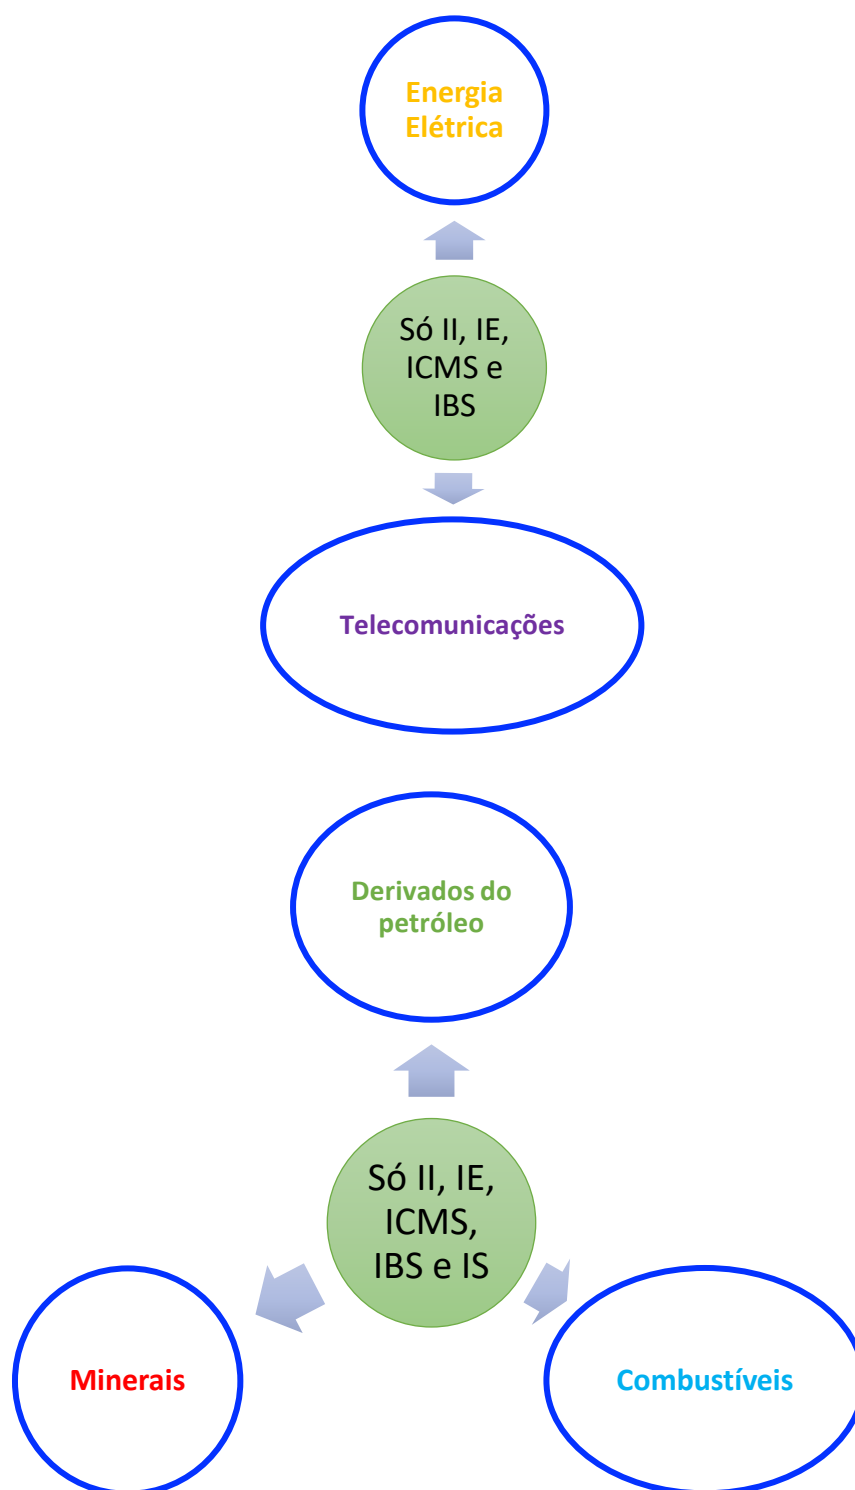 Energia
Elétrica
Só II, IE,
ICMS e
IBS
Telecomunicações
Derivados do
petróleo
Só II, IE,
ICMS,
IBS e IS
Minerais
Combustíveis